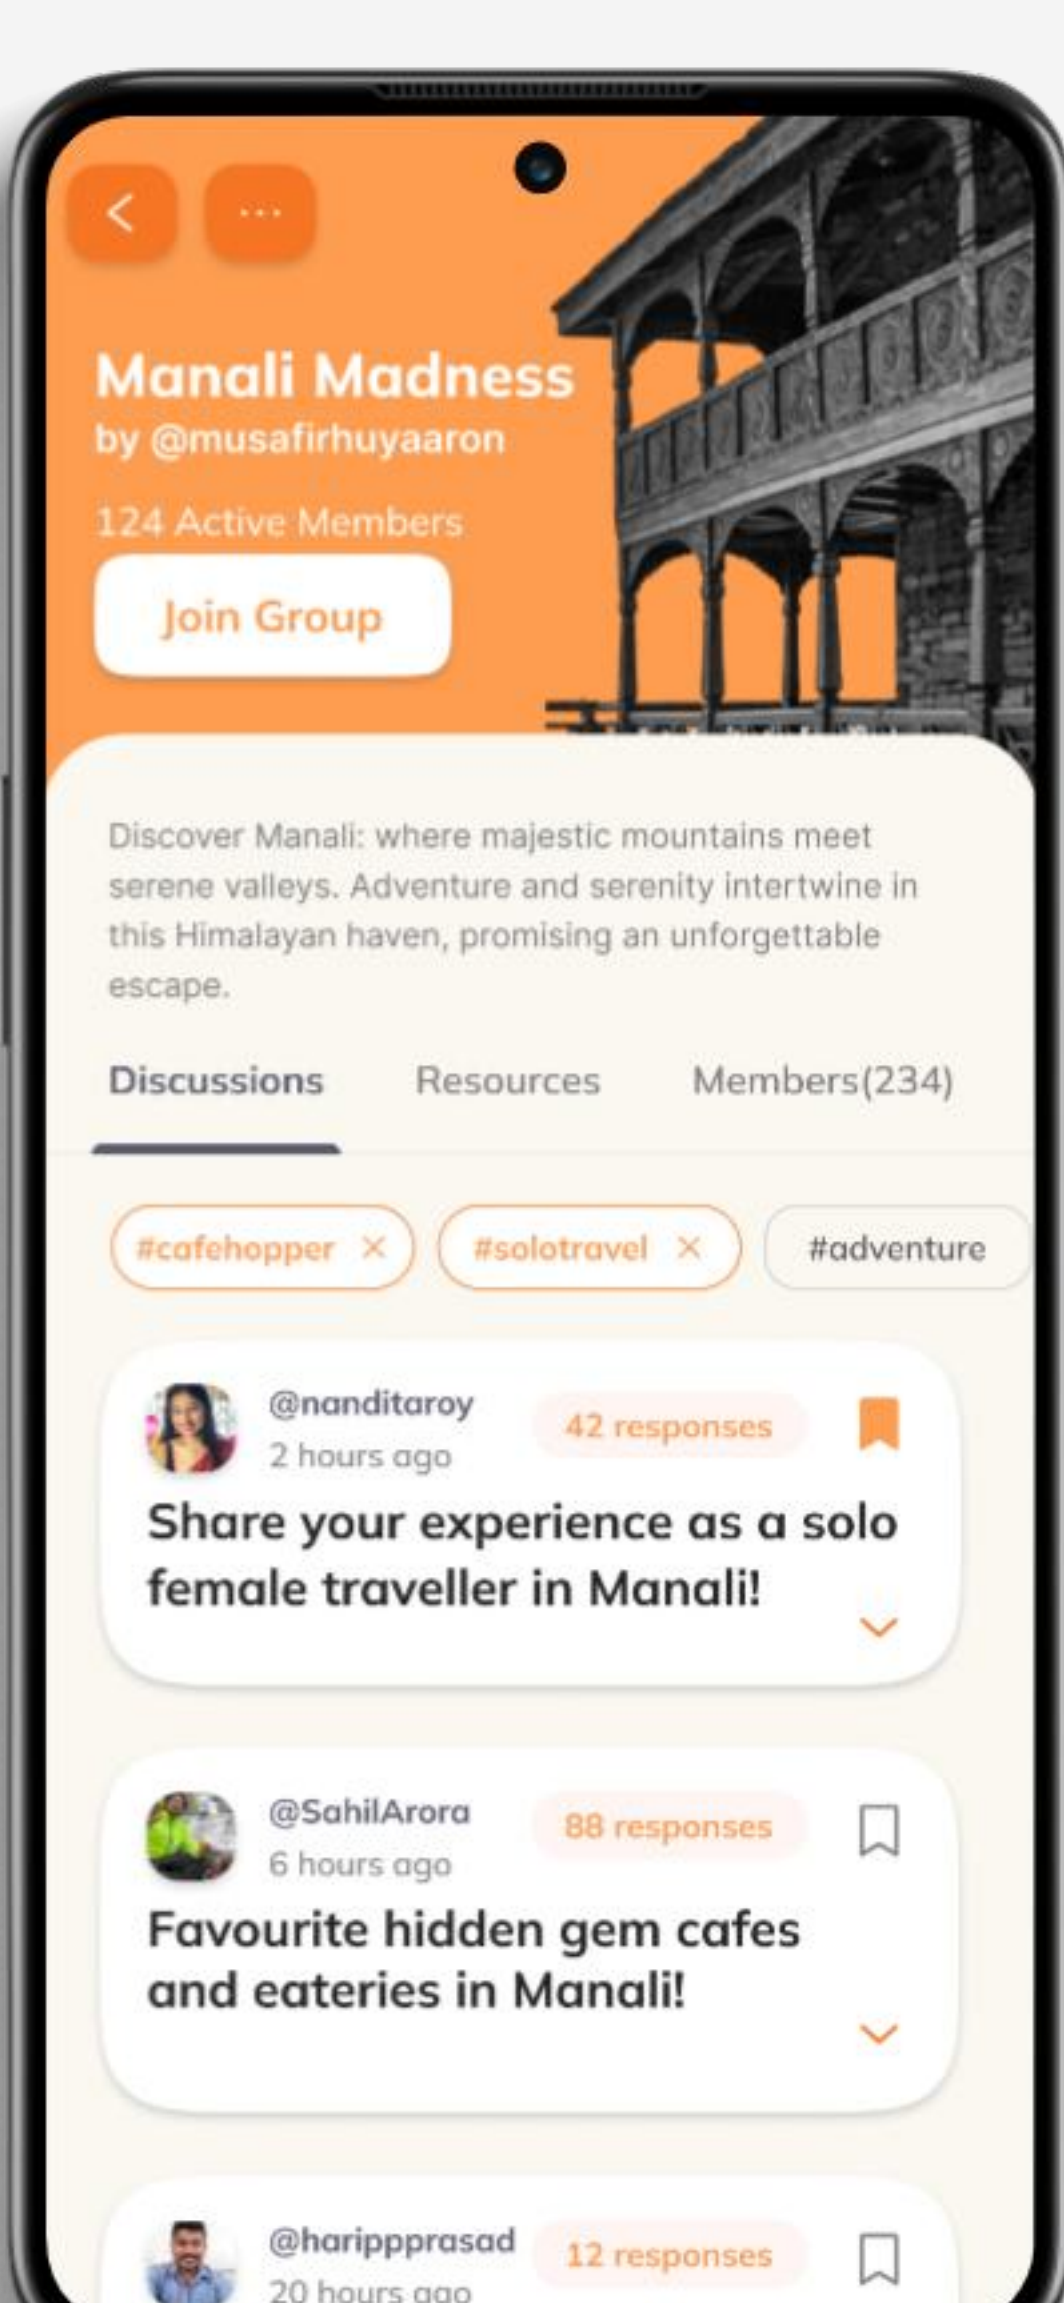 Manali Madness
by @musafirhuyaaron
124 Active Members
Join Group
Discover Manali: where majestic mountains meet
serene valleys. Adventure and serenity intertwine in
this Himalayan haven, promising an unforgettable
escape.
Discussions Resources Members(234)
#cafehopper #solotravel #adventure
@nanditaroy
42 responses
2 hours ago
Share your experience as a solo
female traveller in Manali!
@SahilArora
88 responses
6 hours ago
Favourite hidden gem cafes
and eateries in Manali!
@harippprasad
12 responses
20 hours ago